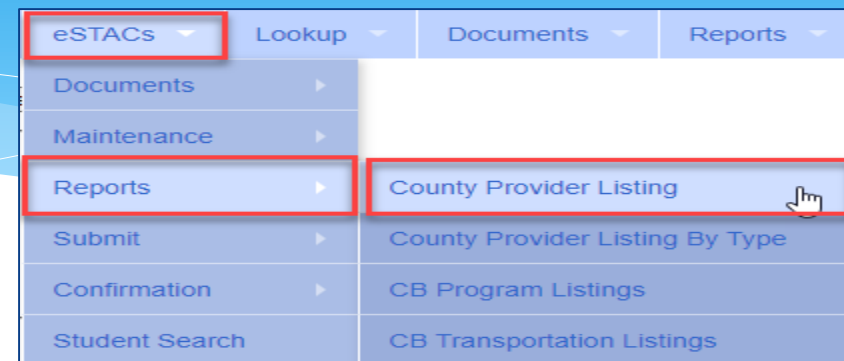 eSTACs Lookup Documents Reports
Documents
Maintenance
Reports County Provider Listing
Submit County Provider Listing By Type
Confirmation CB Program Listings
Student Search CB Transportation Listings